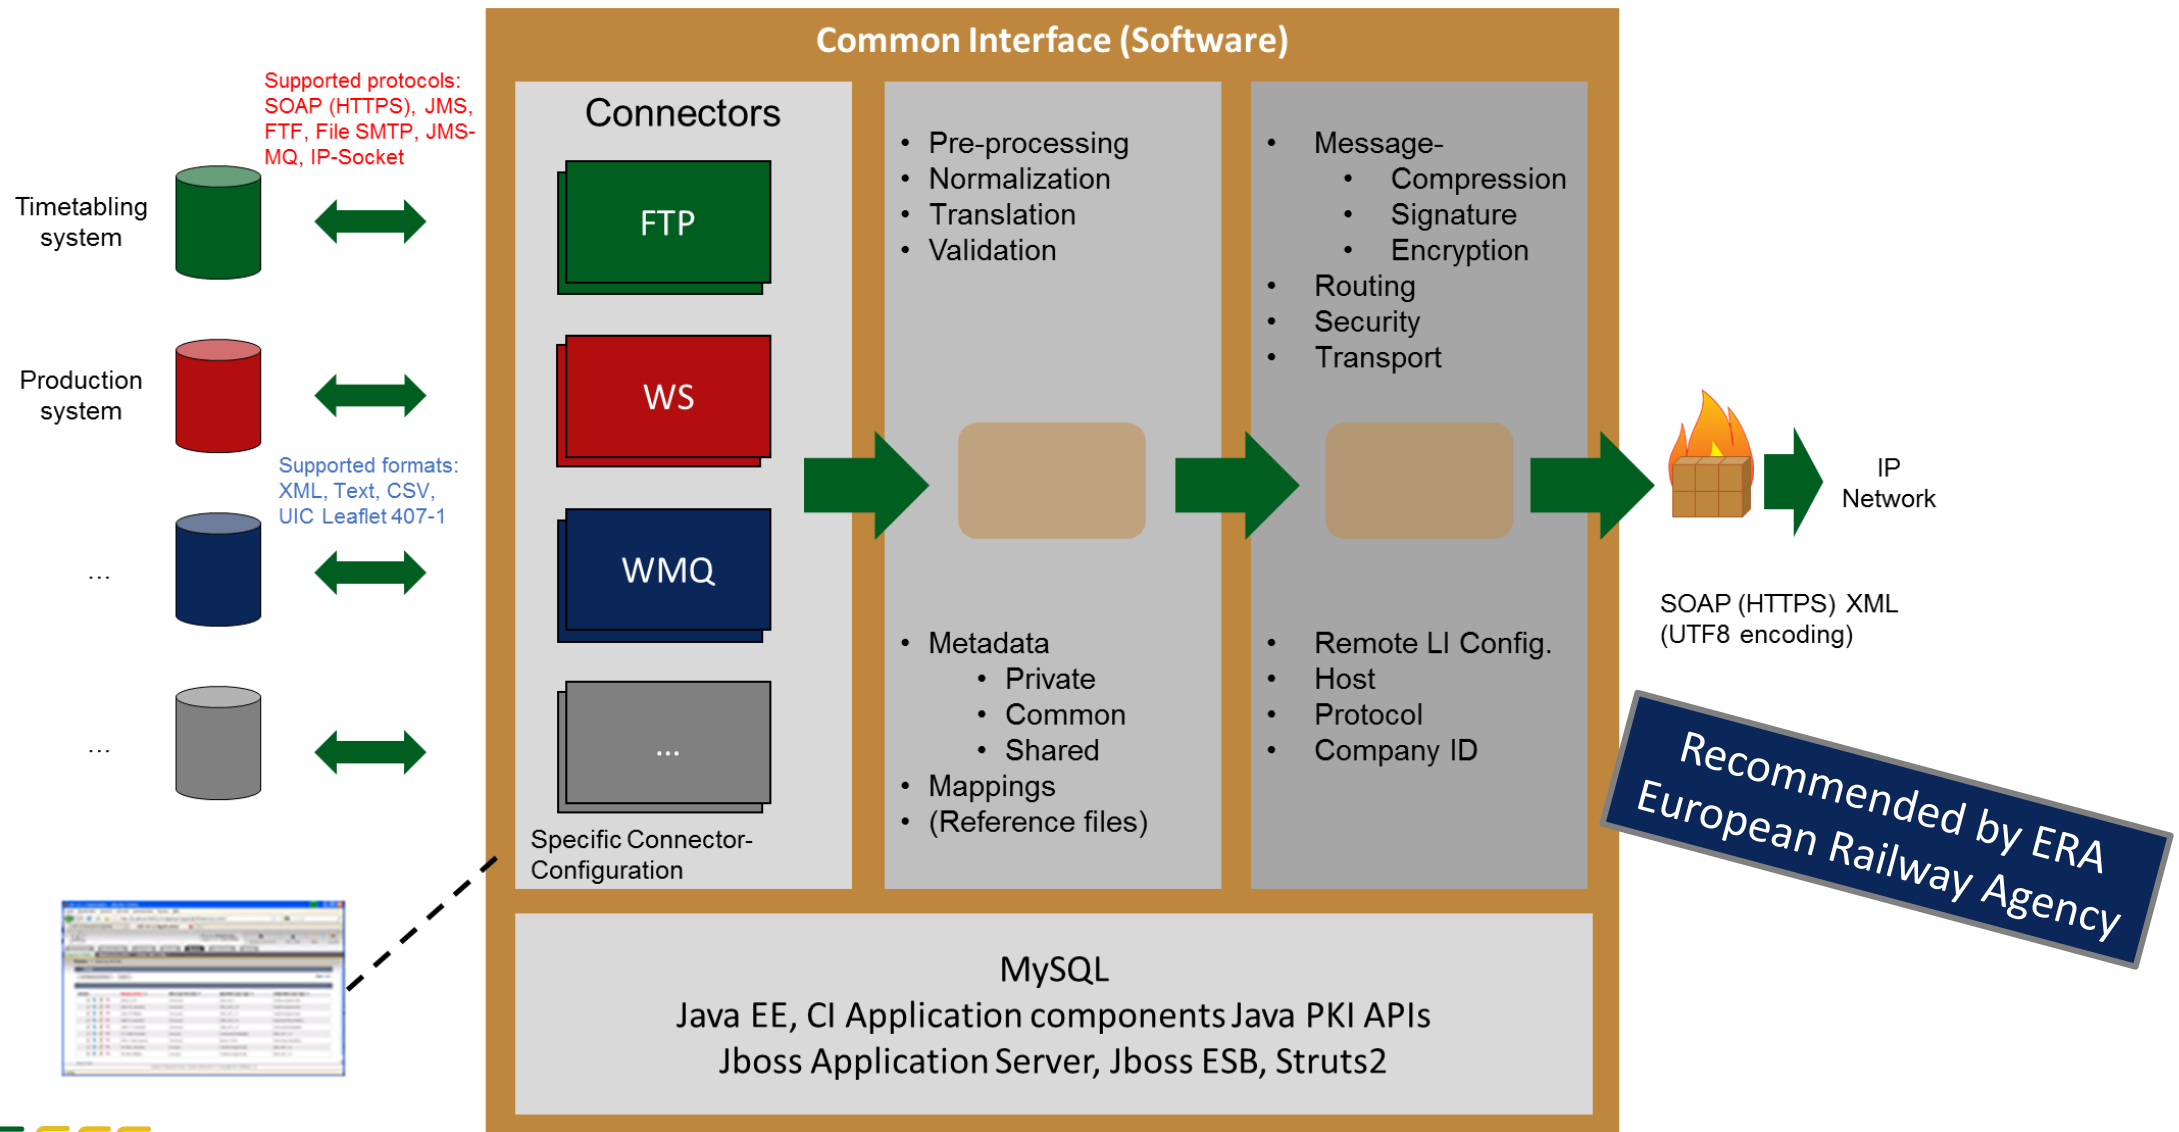 Common Interface (Software)
Supported protocols:
SOAP (HTTPS), JMS,
FTF, File SMTP, JMS-
MQ, IP-Socket
Timetabling
system
Production
system
Supported formats:
XML, Text, CSV,
UIC Leaflet 407-1
...
...
Connectors
FTP
WS
WMQ
...
Specific Connector-
Configuration
• Pre-processing
• Normalization
• Translation
• Validation
• Metadata
• Private
• Common
• Shared
• Mappings
• (Reference files)
• Message-
• Compression
• Signature
• Encryption
• Routing
• Security
• Transport
• Remote LI Config.
• Host
• Protocol
• Company ID
IP
Network
SOAP (HTTPS) XML
(UTF8 encoding)
Recommended by ERA
European Railway Agency
MySQL
Java EE, CI Application components Java PKI APIs
Jboss Application Server, Jboss ESB, Struts2